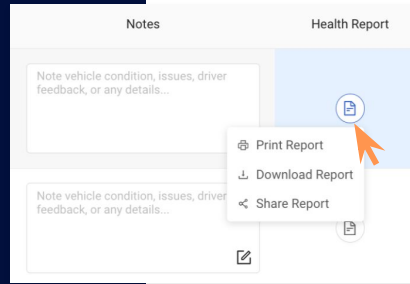 Notes
Health Report
Note vehicle condition, issues, driver
feedback, or any details...
Print Report
Download Report
Share Report
Note vehicle condition, issues, driver
feedback, or any details...